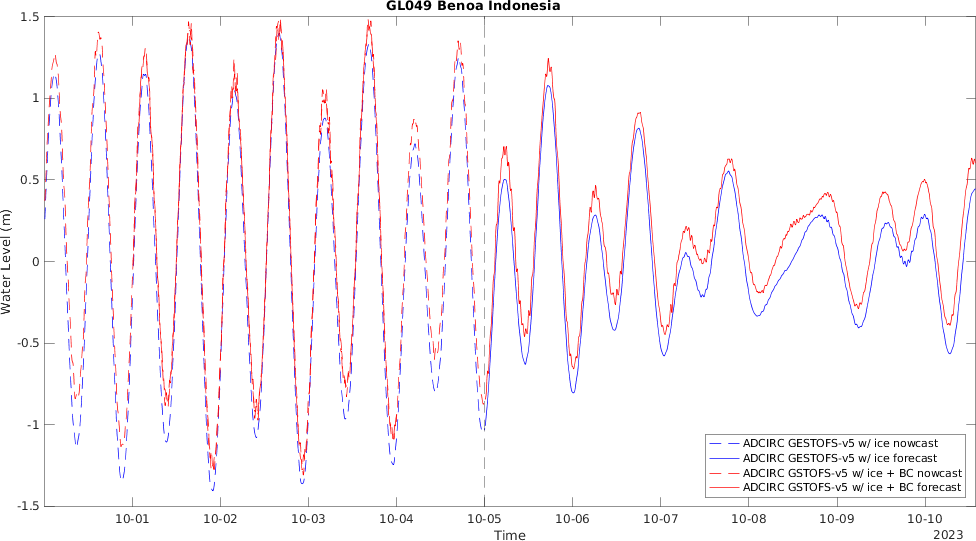 GL049 Benoa Indonesia
1.5
1
0.5
0
-0.5
-1
-1.5
Water Level (m)
10-01
10-02
10-03
10-04
10-05
10-06
10-07
10-08
10-09
10-10
Time
2023
ADCIRC GESTOFS-v5 w/ ice nowcast
ADCIRC GESTOFS-v5 w/ ice forecast
ADCIRC GSTOFS-v5 w/ ice + BC nowcast
ADCIRC GSTOFS-v5 w/ ice + BC forecast